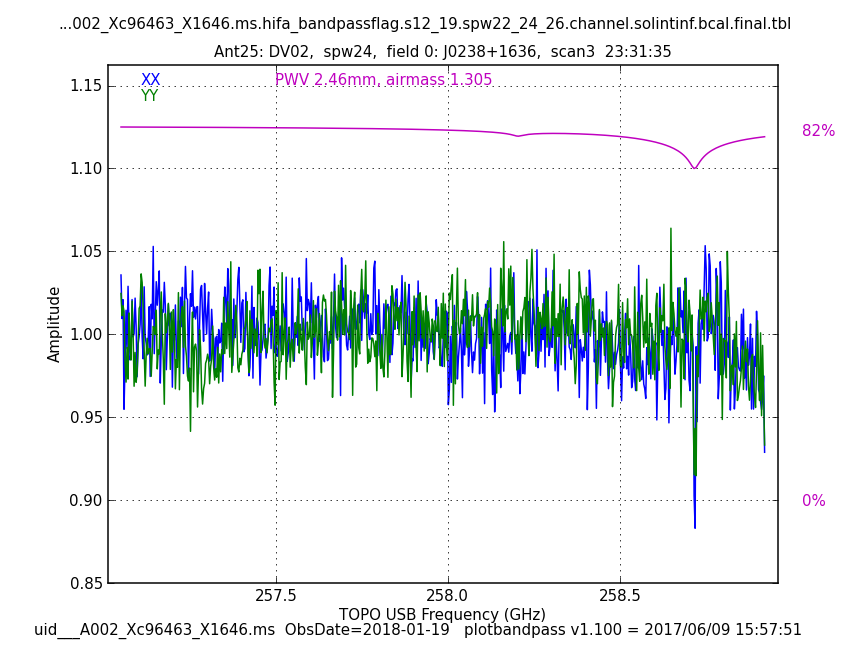 ...002_Xc96463_X1646.ms.hifa_bandpassflag.s12_19.spw22_24_26.channel.solintinf.bcal.final.tbl
Ant25: DV02,  spw24,  field 0: J0238+1636,  scan3  23:31:35
XX
YY
PWV 2.46mm, airmass 1.305
1.15
1.10
1.05
1.00
0.95
0.90
0.85
Amplitude
82%
0%
257.5
258.0
258.5
TOPO USB Frequency (GHz)
uid___A002_Xc96463_X1646.ms  ObsDate=2018-01-19   plotbandpass v1.100 = 2017/06/09 15:57:51